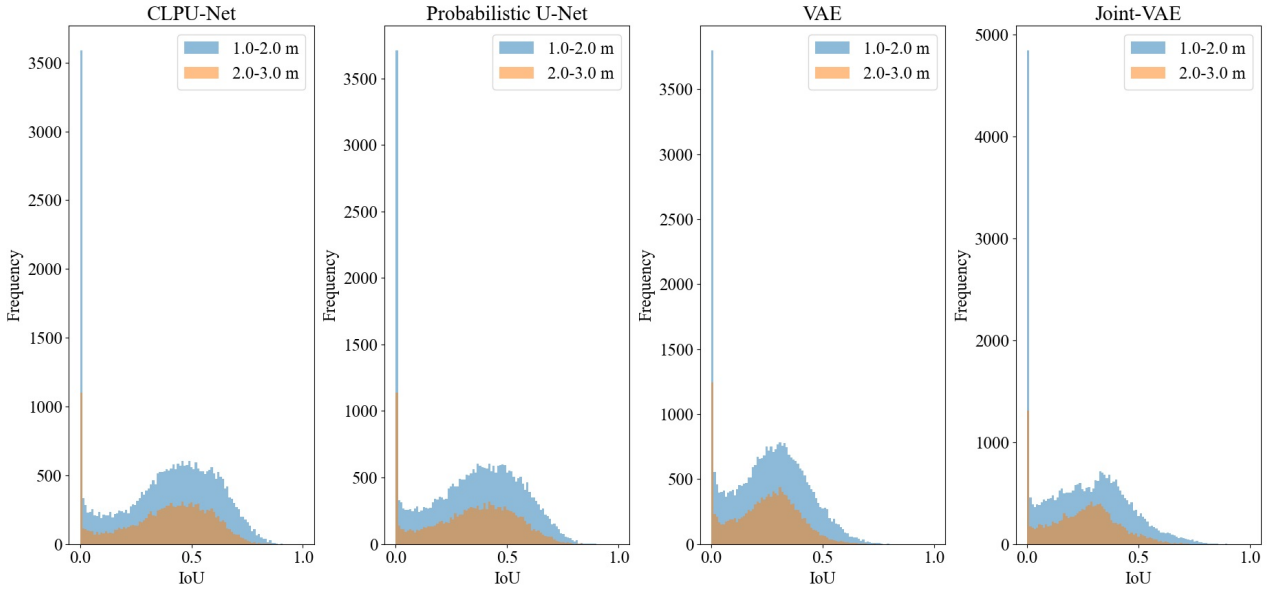 CLPU-Net
1.0-2.0 m
2.0-3.0 m
3500
3000
2500
2000
1500
1000
500
0
Frequency
0.0 0.5 1.0
IoU
Probabilistic U-Net
1.0-2.0 m
2.0-3.0 m
3500
3000
2500
2000
1500
1000
500
0
Frequency
0.0 0.5 1.0
IoU
VAE
1.0-2.0 m
2.0-3.0 m
3500
3000
2500
2000
1500
1000
500
0
Frequency
0.0 0.5 1.0
IoU
Joint-VAE
1.0-2.0 m
2.0-3.0 m
5000
4000
3000
2000
1000
0
Frequency
0.0 0.5 1.0
IoU